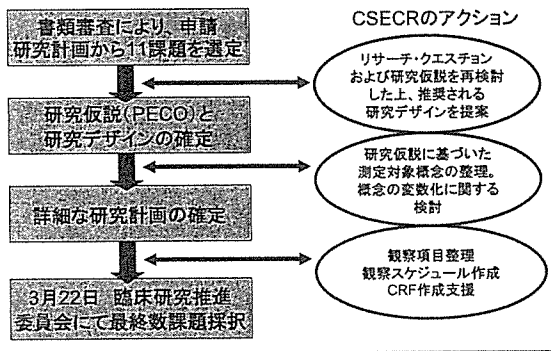 書類審査により、申請
研究計画から11課題を選定
CSECRのアクション
リサーチ・クエスチョン
および研究仮説を再検討
した上、推奨される
研究デザインを提案
研究仮説(PECO)と
研究デザインの確定
研究仮説に基づいた
測定対象概念の整理。
概念の変数化に関する
検討
詳細な研究計画の確定
観察項目整理
観察スケジュール作成
CRF作成支援
3月22日 臨床研究推進
委員会にて最終数課題採択